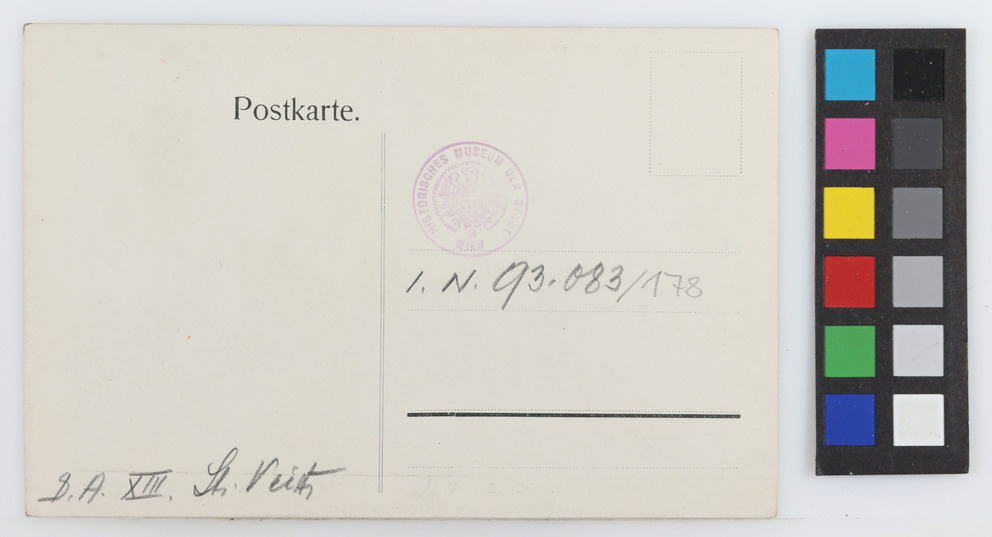 Postkarte.
HISTORISCHES MUSEUM DER STADT
WIEN
I. N. 93.083/178
B.A. XIII. St. Veit